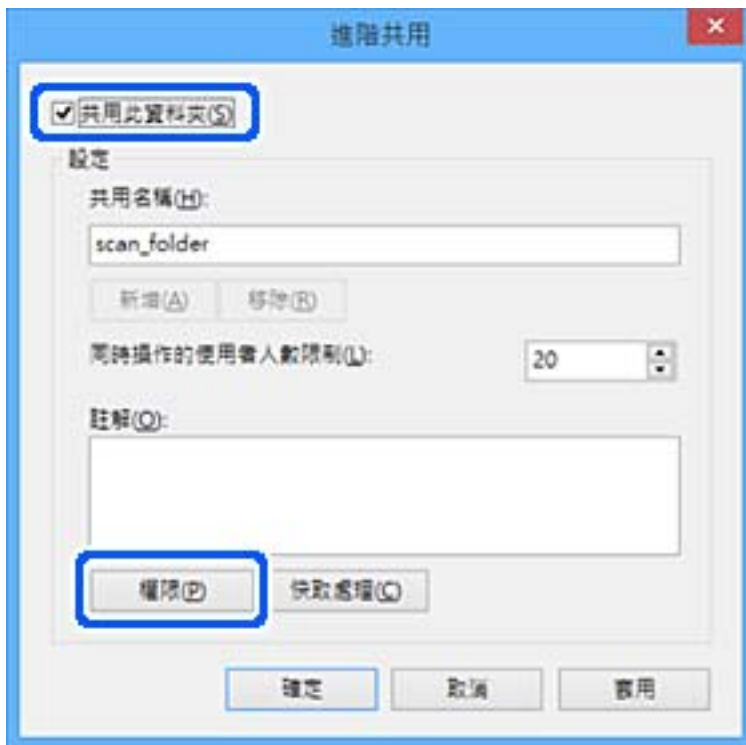 進階共用
共用此資料夾(S)
設定
共用名稱(H):
scan_folder
新增(A) 移除(R)
同時操作的使用者人數限制(L): 20
註解(O):
權限(P) 快取處理(C)
確定 取消 套用